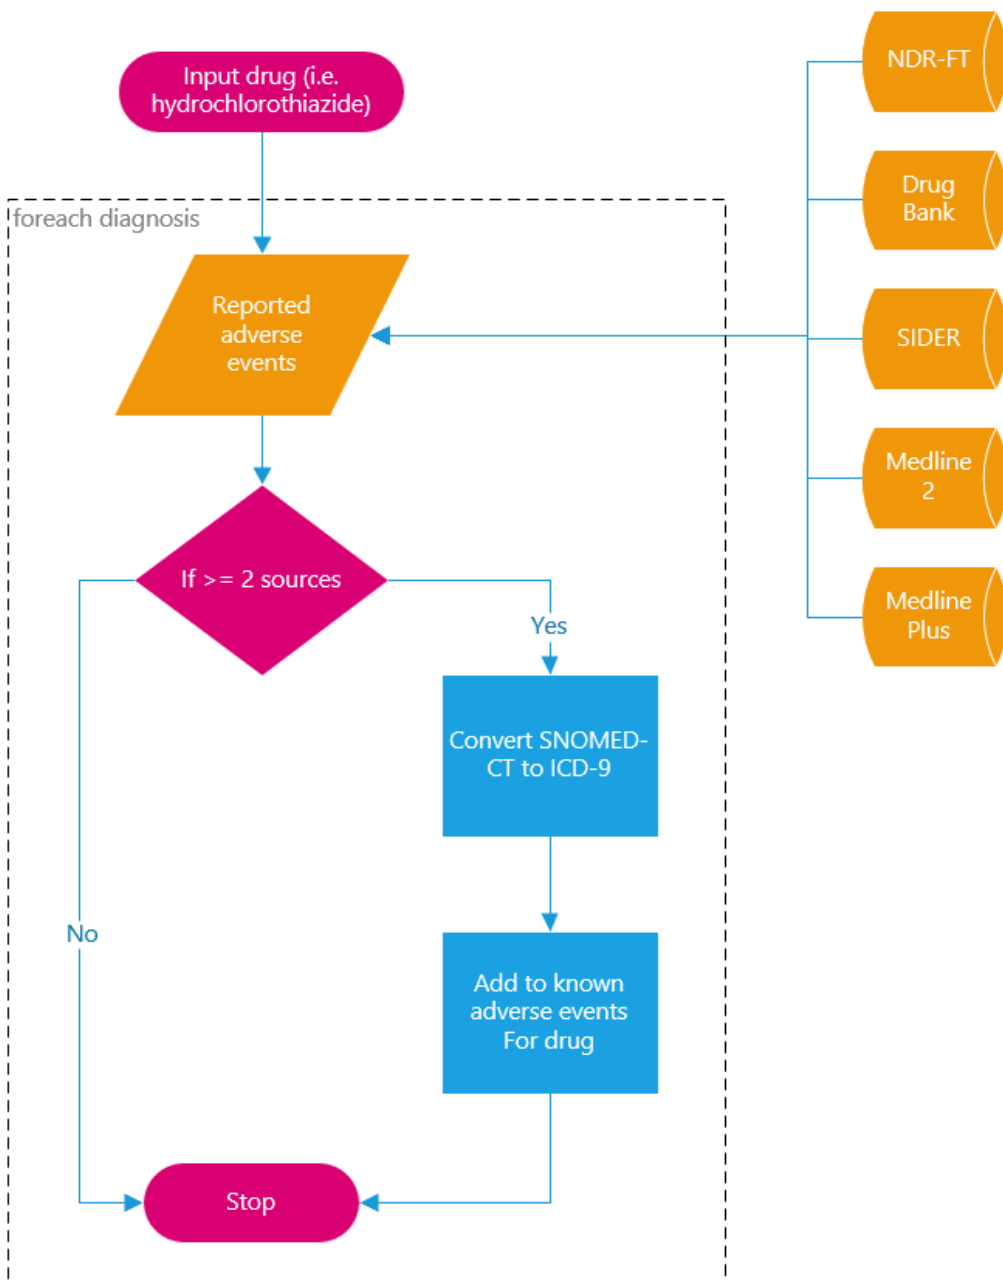 Input drug (i.e.
hydrochlorothiazide)
foreach diagnosis
Reported
adverse
events
If >= 2 sources
Yes
Convert SNOMED-
CT to ICD-9
No
Add to known
adverse events
For drug
Stop
NDR-FT
Drug
Bank
SIDER
Medline
2
Medline
Plus